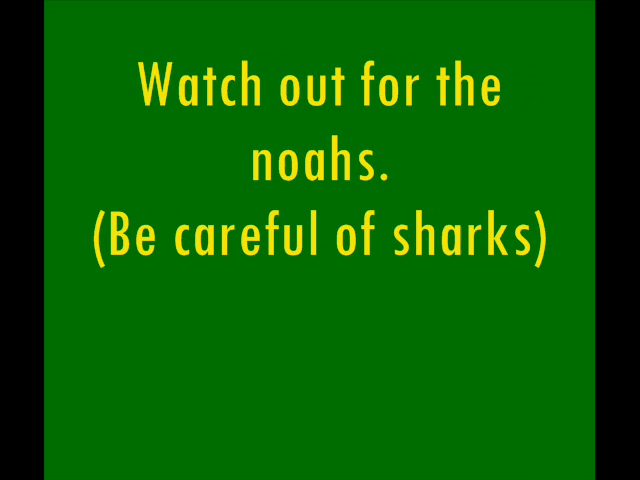 Watch out for the
noahs.
(Be careful of sharks)